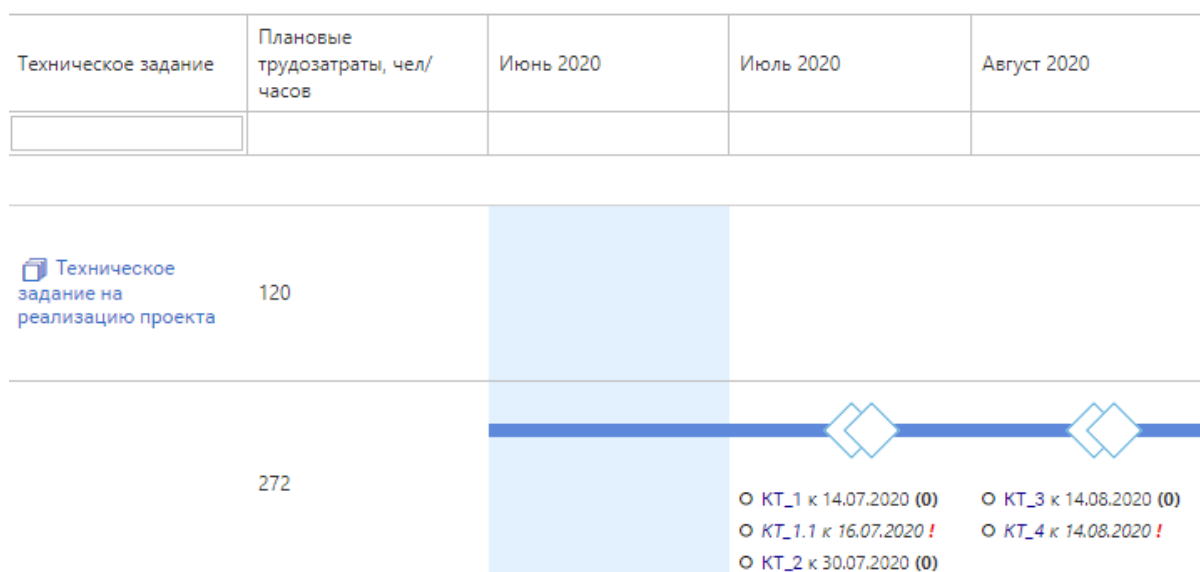 Техническое задание
Плановые
трудозатраты, чел/
часов
Июнь 2020
Июль 2020
Август 2020
Техническое
задание на
реализацию проекта
120
272
КТ_1 к 14.07.2020 (0)
КТ_1.1 к 16.07.2020 !
КТ_2 к 30.07.2020 (0)
КТ_3 к 14.08.2020 (0)
КТ_4 к 14.08.2020 !